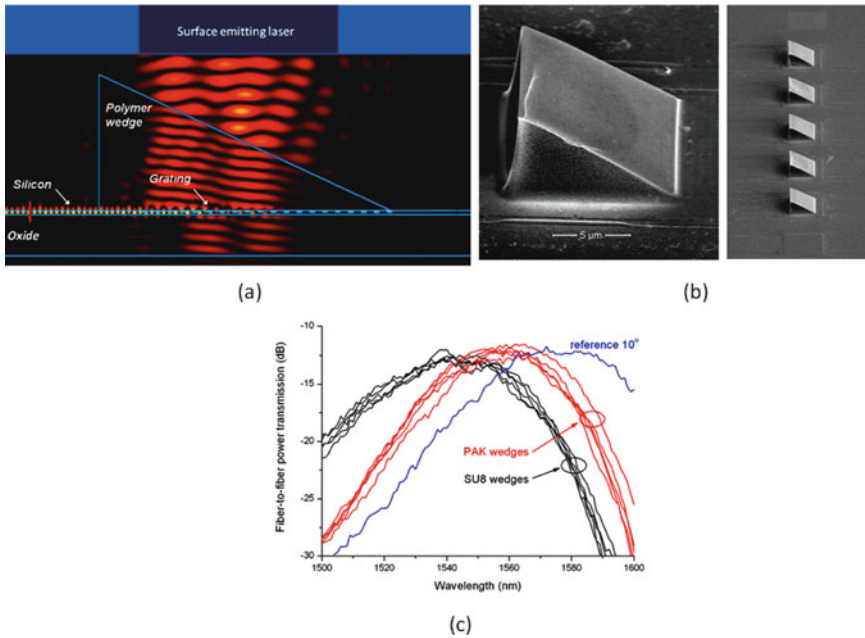 Surface emitting laser
Polymer wedge
Silicon
Grating
Oxide
(a)
5 µm
(b)
Fiber-to-fiber power transmission (dB)
-10
-15
-20
-25
-30
reference 10°
PAK wedges
SU8 wedges
1500
1520
1540
1560
1580
1600
Wavelength (nm)
(c)